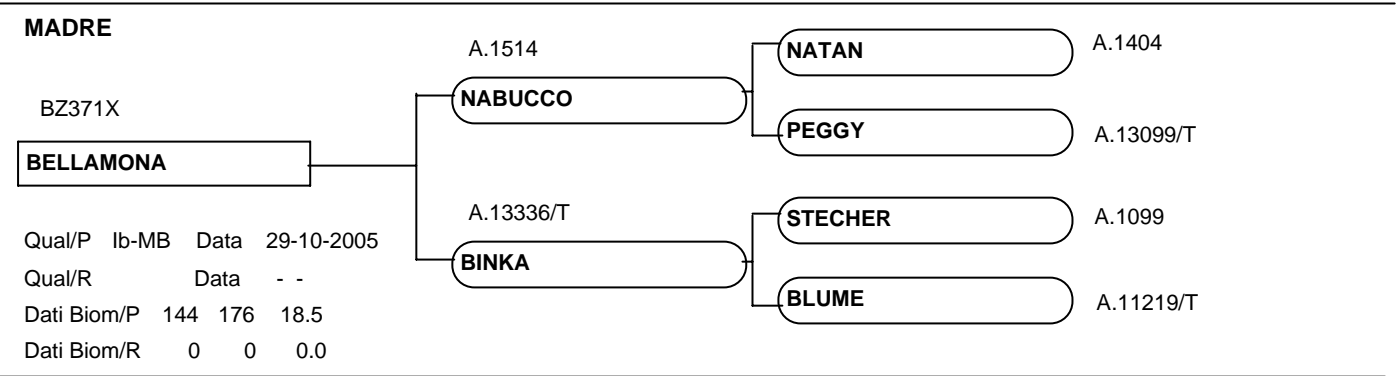 MADRE
BZ371X
BELLAMONA
Qual/P Ib-MB Data 29-10-2005
Qual/R Data - -
Dati Biom/P 144 176 18.5
Dati Biom/R 0 0 0.0
A.1514
NABUCCO
A.13336/T
BINKA
NATAN A.1404
PEGGY A.13099/T
STECHER A.1099
BLUME A.11219/T